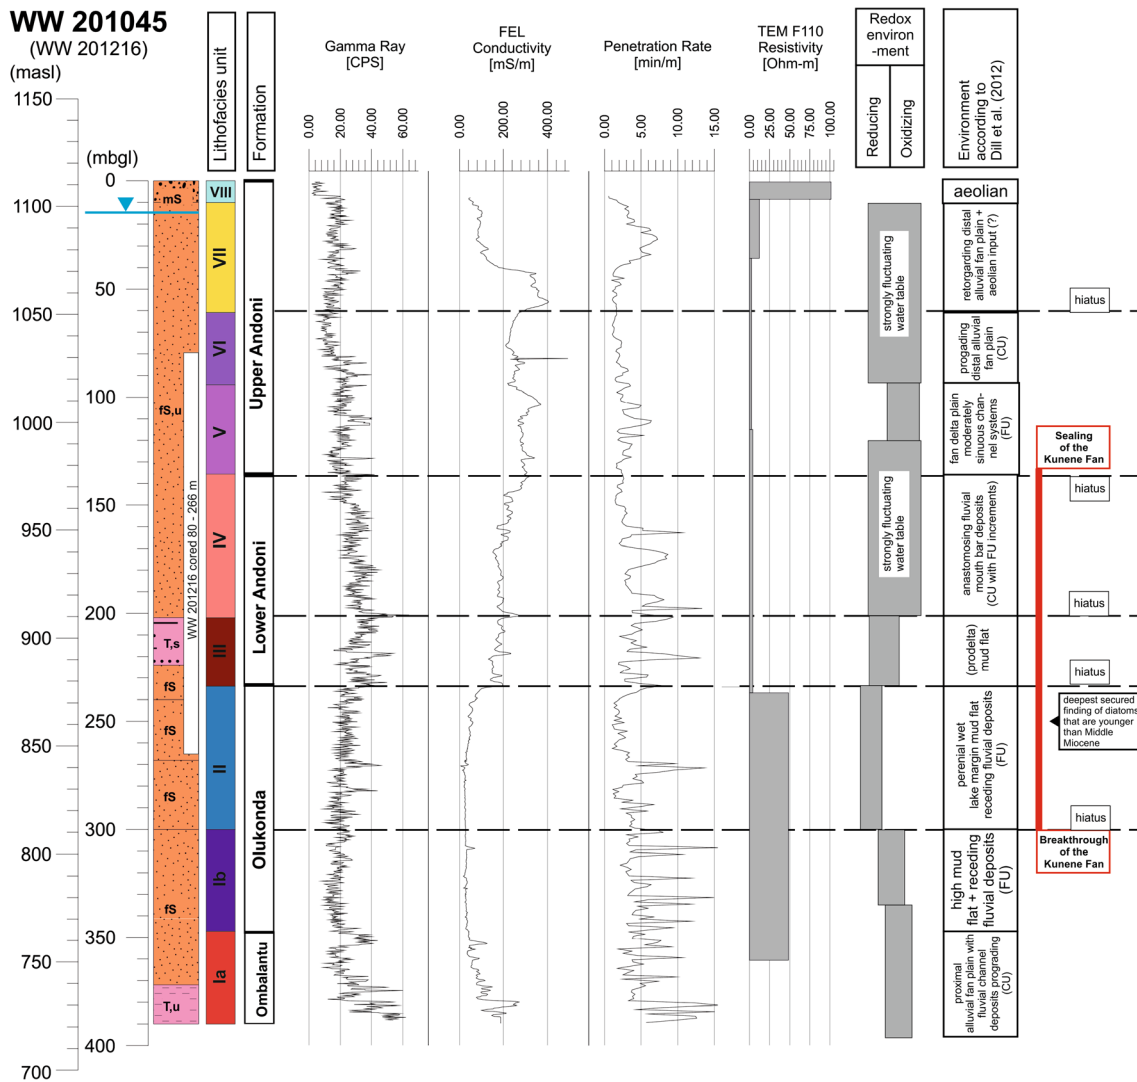 WW 201045
(WW 201216)
(masl)
(mbgl)
1150
1100
1050
1000
950
900
850
800
750
700
0
50
100
150
200
250
300
350
400
Lithofacies unit
Formation
Gamma Ray
[CPS]
0.00
20.00
40.00
60.00
FEL
Conductivity
[mS/m]
0.00
200.00
400.00
Penetration Rate
[min/m]
0.00
5.00
10.00
15.00
TEM F110
Resistivity
[Ohm-m]
0.00
25.00
50.00
75.00
100.00
Redox
environ
-ment
Reducing
Oxidizing
Environment
according to
Dill et al. (2012)
mS
fS,u
WW 201216 cored 80 - 266 m
T,s
fS
fS
fS
fS
T,u
VIII
VII
VI
V
IV
III
II
Ib
Ia
Upper Andoni
Lower Andoni
Olukonda
Ombalantu
strongly fluctuating
water table
strongly fluctuating
water table
aeolian
retorgarding distal
alluvial fan plain +
aeolian input (?)
progading
distal alluvial
fan plain
(CU)
fan delta plain
moderately
sinuous chan-
nel systems
(FU)
anastomosing fluvial
mouth bar deposits
(CU with FU increments)
(prodelta)
mud flat
perenial wet
lake margin mud flat
receding fluvial deposits
(FU)
high mud
flat + receding
fluvial deposits
(FU)
proximal
alluvial fan plain with
fluvial channel
deposits prograding
(CU)
hiatus
Sealing
of the
Kunene Fan
hiatus
hiatus
hiatus
deepest secured
finding of diatoms
that are younger
than Middle
Miocene
hiatus
Breakthrough
of the
Kunene Fan